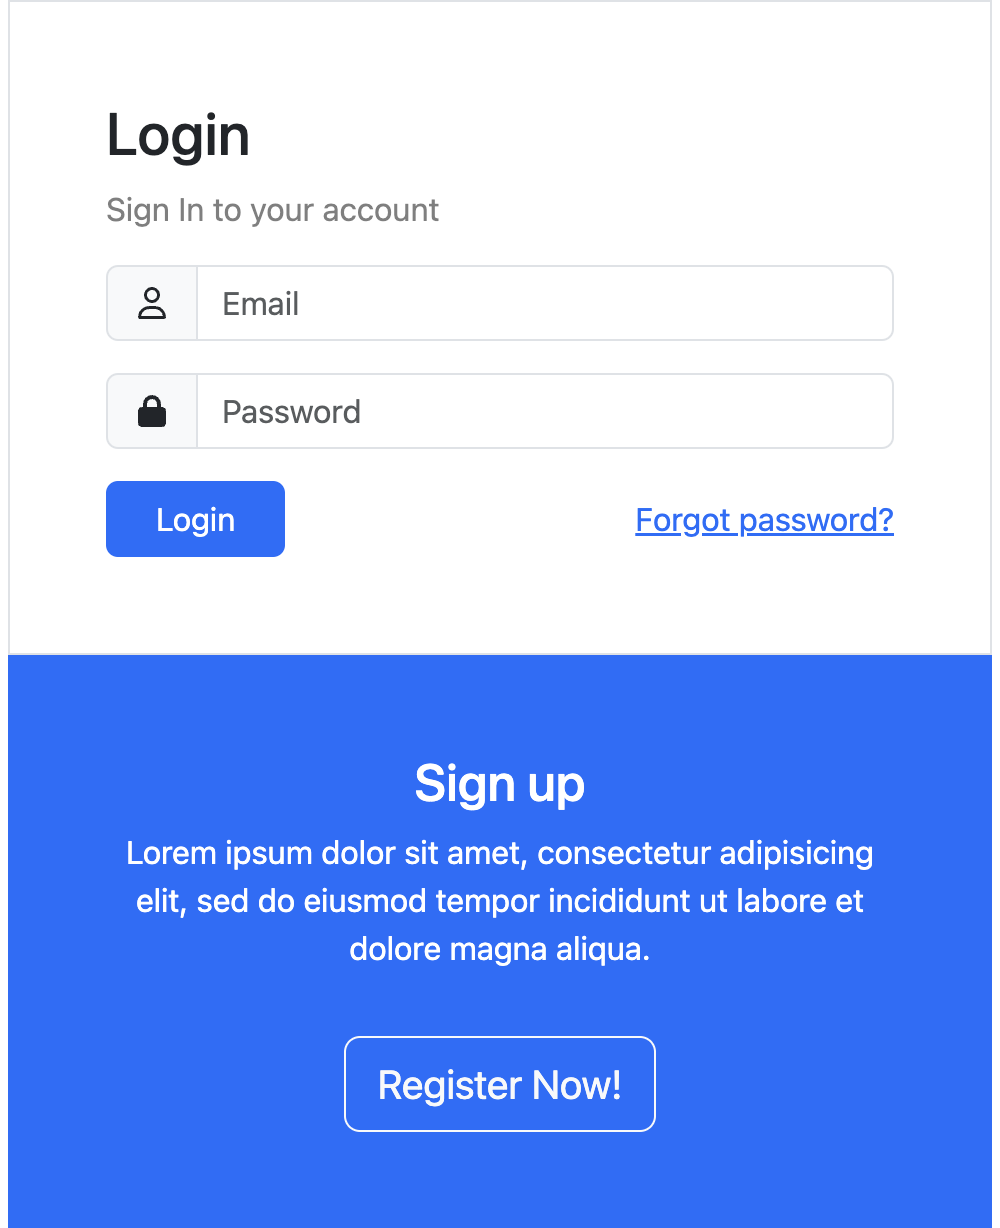 Login
Sign In to your account
Email
Password
Login
Forgot password?
Sign up
Lorem ipsum dolor sit amet, consectetur adipisicing
elit, sed do eiusmod tempor incididunt ut labore et
dolore magna aliqua.
Register Now!